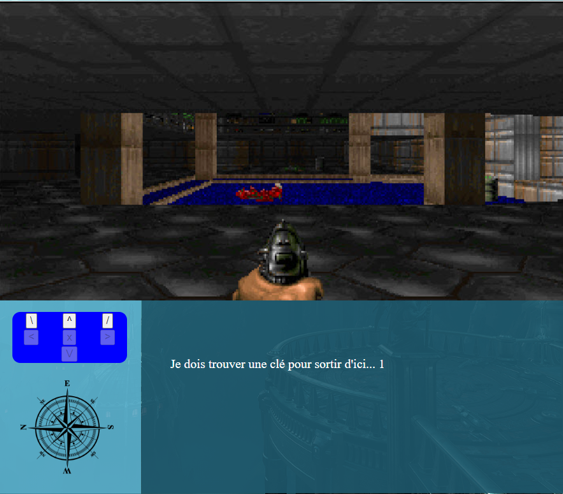 \ ^ /
< x >
V
Je dois trouver une clé pour sortir d'ici... 1
E
N S
W